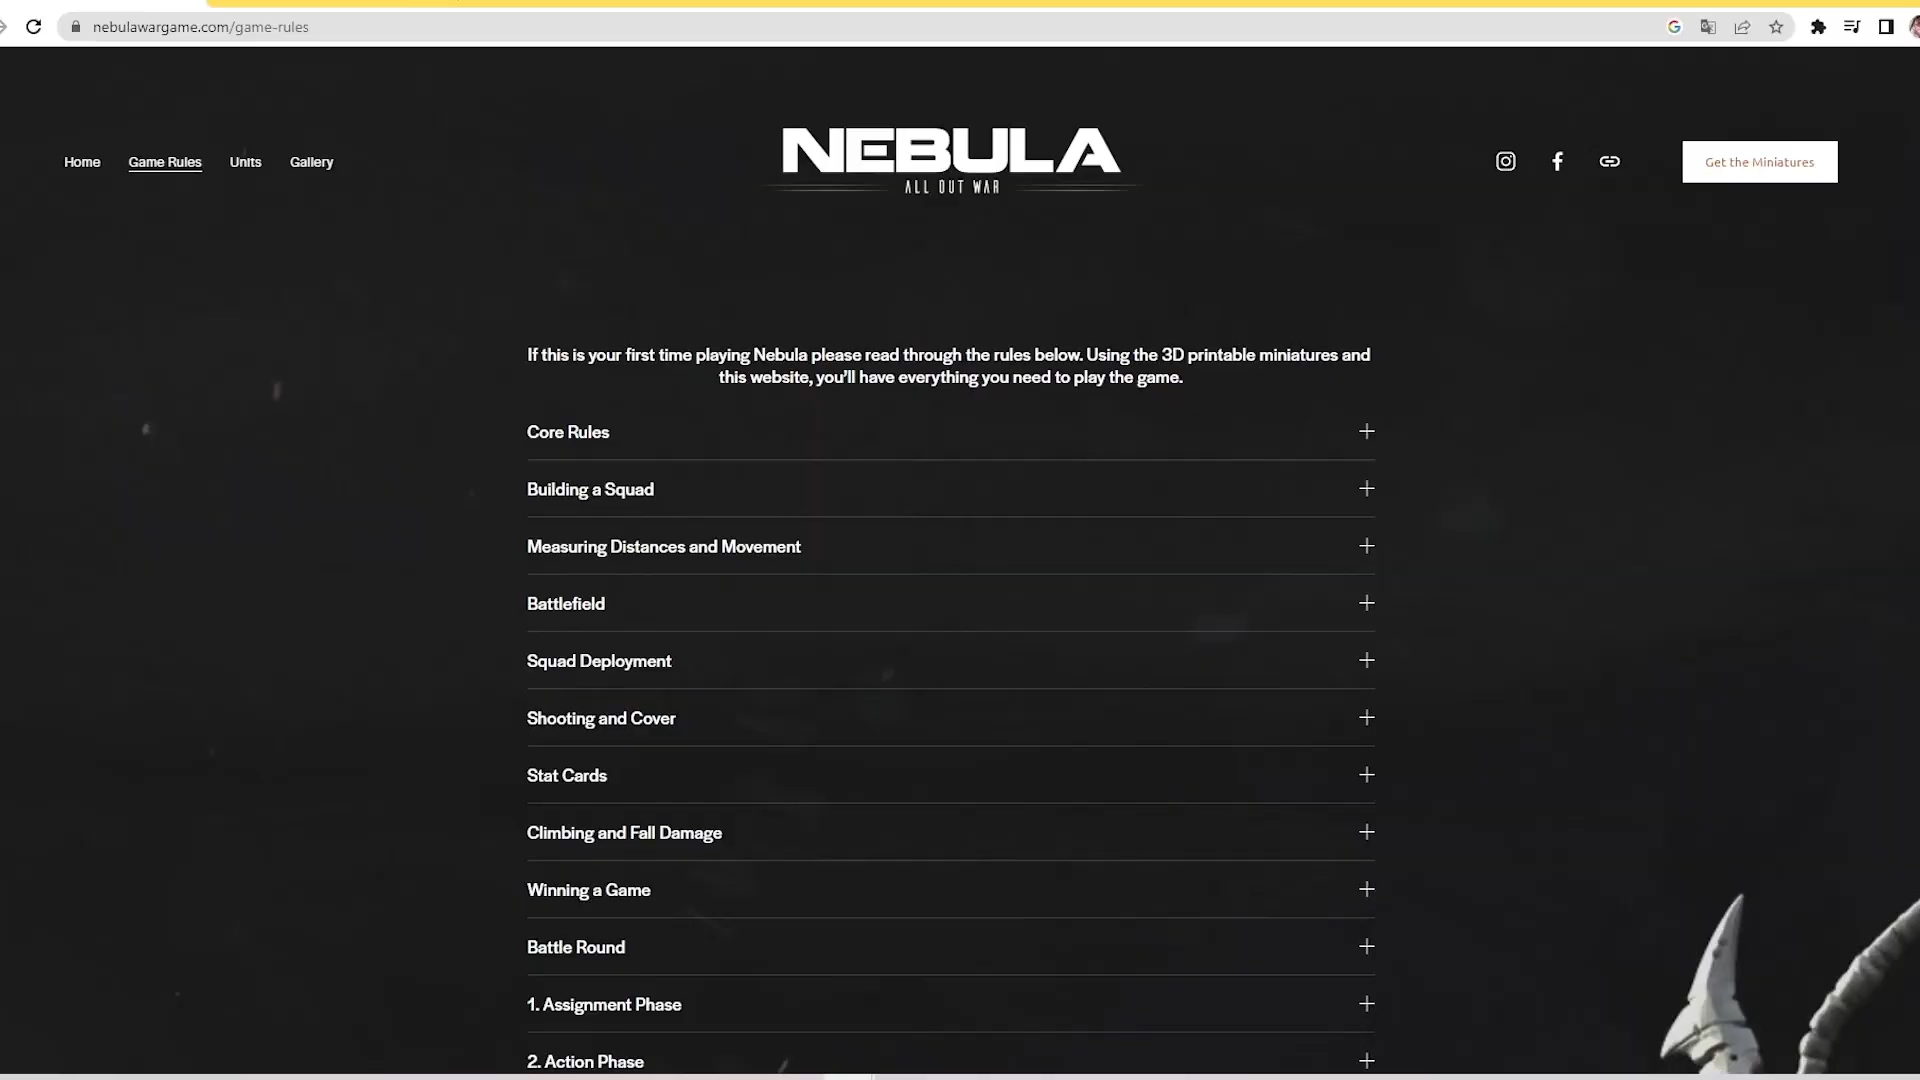 nebulawargame.com/game-rules
Home Game Rules Units Gallery
NEBULA
ALL OUT WAR
Get the Miniatures
If this is your first time playing Nebula please read through the rules below. Using the 3D printable miniatures and
this website, you'll have everything you need to play the game.
Core Rules
Building a Squad
Measuring Distances and Movement
Battlefield
Squad Deployment
Shooting and Cover
Stat Cards
Climbing and Fall Damage
Winning a Game
Battle Round
1. Assignment Phase
2. Action Phase